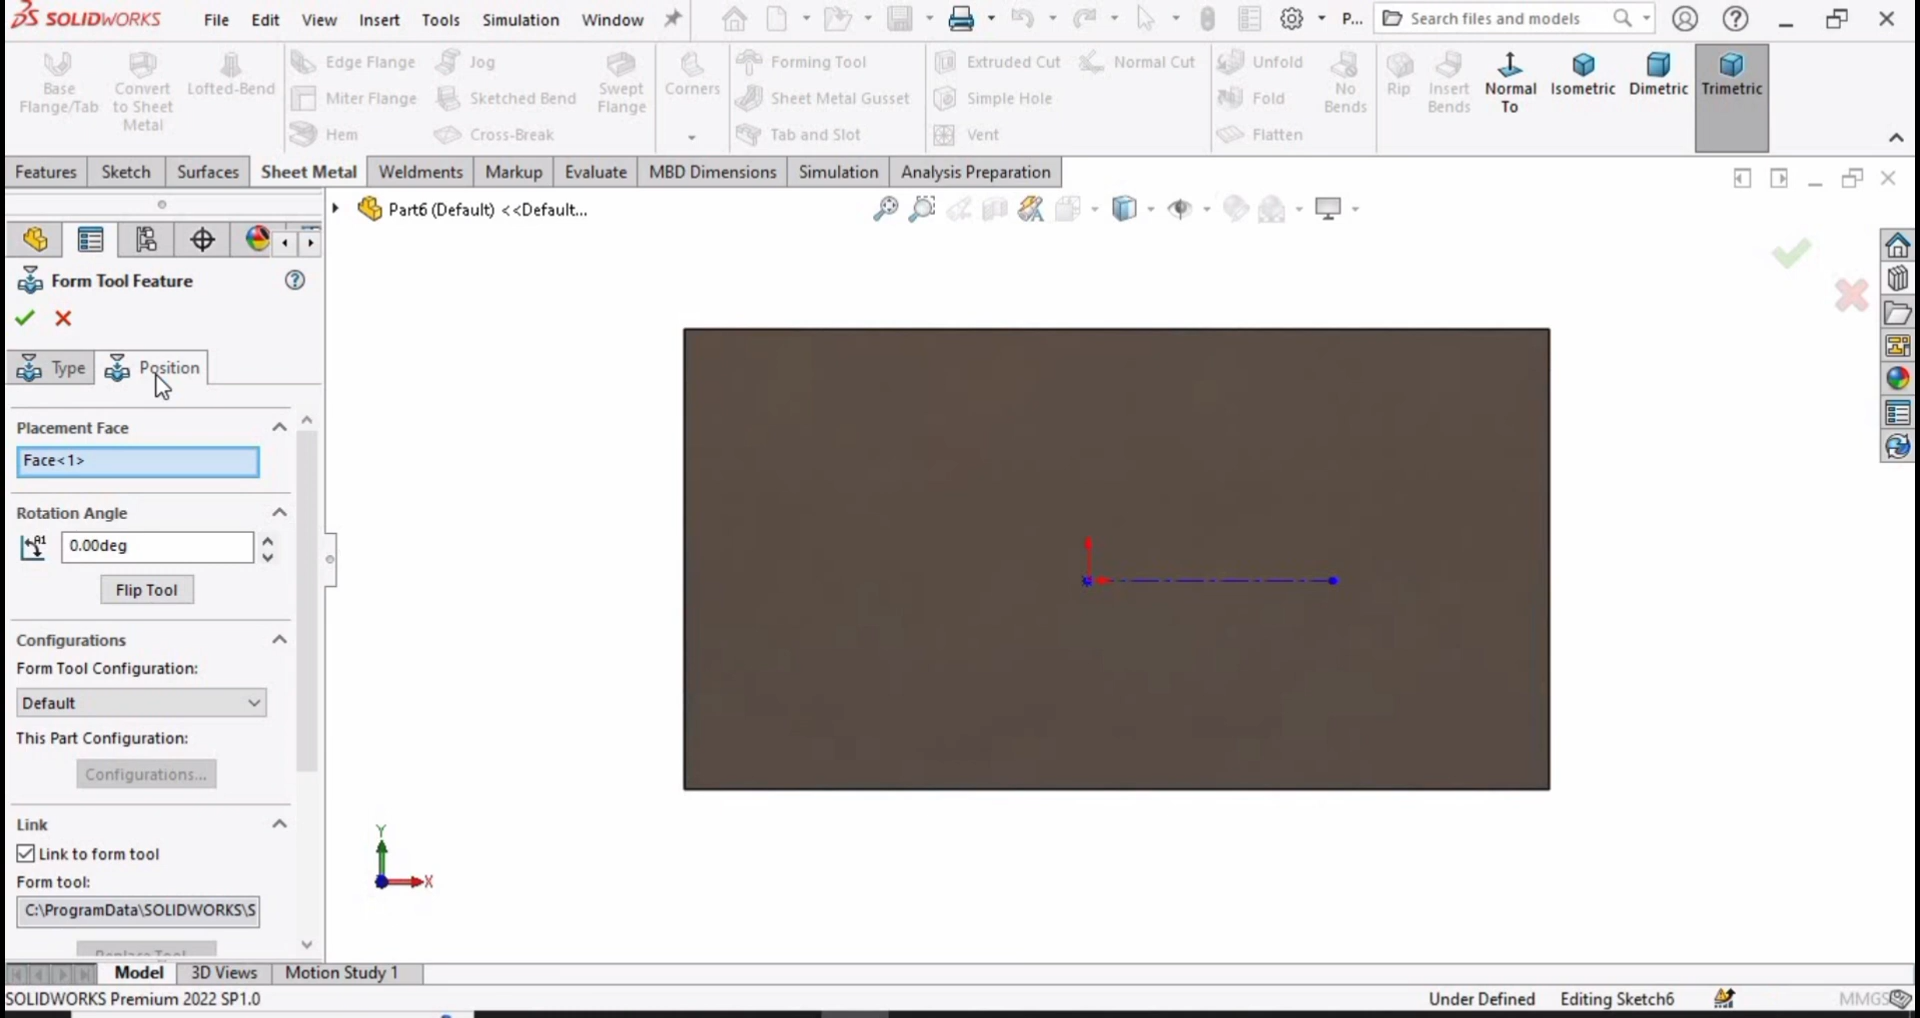 SOLIDWORKS File Edit View Insert Tools Simulation Window P... Search files and models
Base Flange/Tab
Convert to Sheet Metal
Lofted-Bend
Edge Flange
Miter Flange
Hem
Jog
Sketched Bend
Cross-Break
Swept Flange
Corners
Forming Tool
Sheet Metal Gusset
Tab and Slot
Extruded Cut
Simple Hole
Vent
Normal Cut
Unfold
Fold
Flatten
No Bends
Rip
Insert Bends
Normal To
Isometric
Dimetric
Trimetric
Features Sketch Surfaces Sheet Metal Weldments Markup Evaluate MBD Dimensions Simulation Analysis Preparation
Part6 (Default) <<Default...
Form Tool Feature
Type Position
Placement Face
Face<1>
Rotation Angle
0.00deg
Flip Tool
Configurations
Form Tool Configuration:
Default
This Part Configuration:
Configurations...
Link
Link to form tool
Form tool:
C:\ProgramData\SOLIDWORKS\S
Replace Tool...
Y
X
Model 3D Views Motion Study 1
SOLIDWORKS Premium 2022 SP1.0 Under Defined Editing Sketch6 MMGS